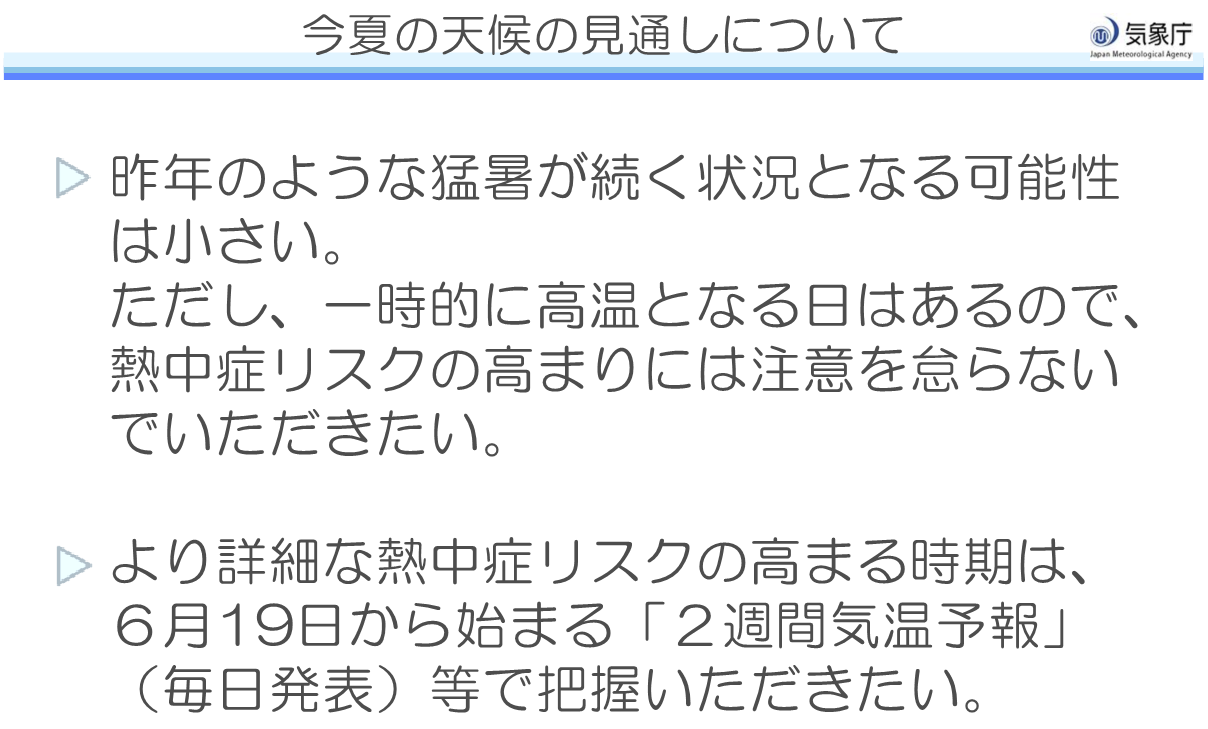 今夏の天候の見通しについて
気象庁
Japan Meteorological Agency
昨年のような猛暑が続く状況となる可能性
は小さい。
ただし、一時的に高温となる日はあるので、
熱中症リスクの高まりには注意を怠らない
でいただきたい。
より詳細な熱中症リスクの高まる時期は、
６月19日から始まる「２週間気温予報」
（毎日発表）等で把握いただきたい。